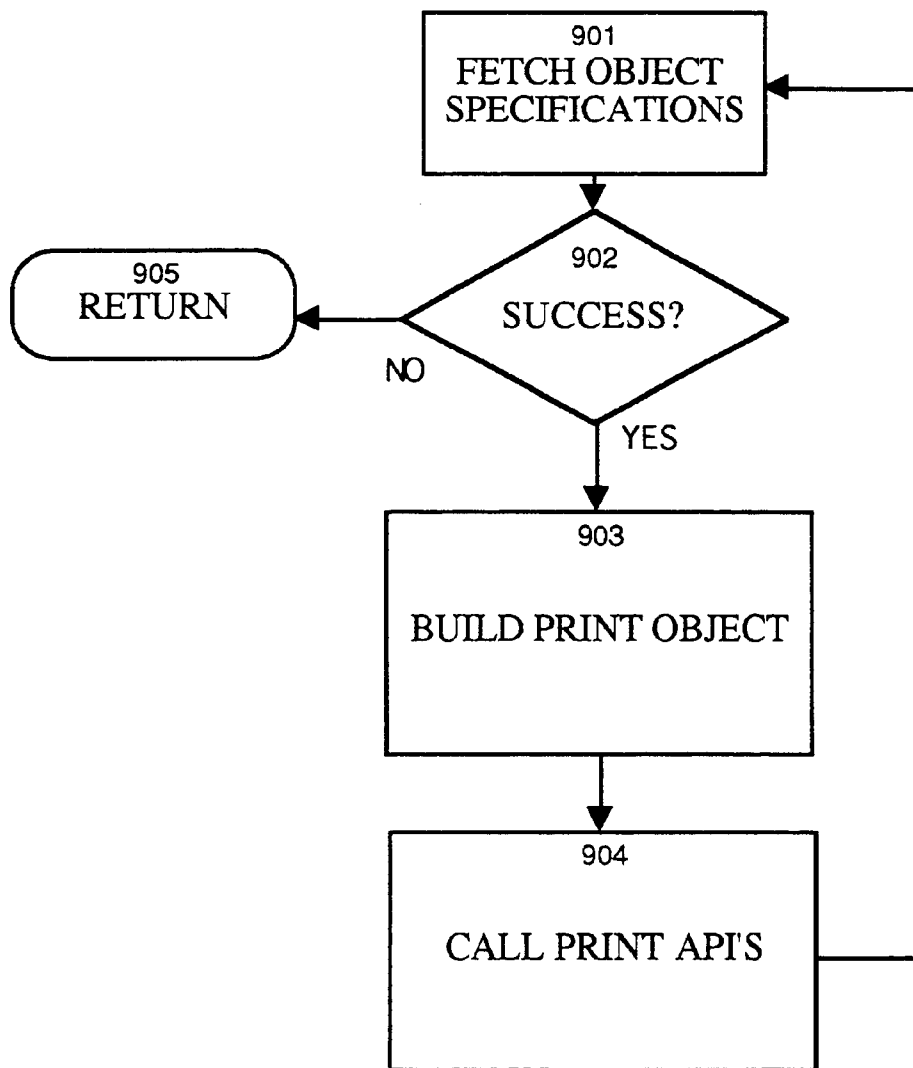 901
FETCH OBJECT
SPECIFICATIONS
902
SUCCESS?
905
RETURN
NO
YES
903
BUILD PRINT OBJECT
904
CALL PRINT API'S